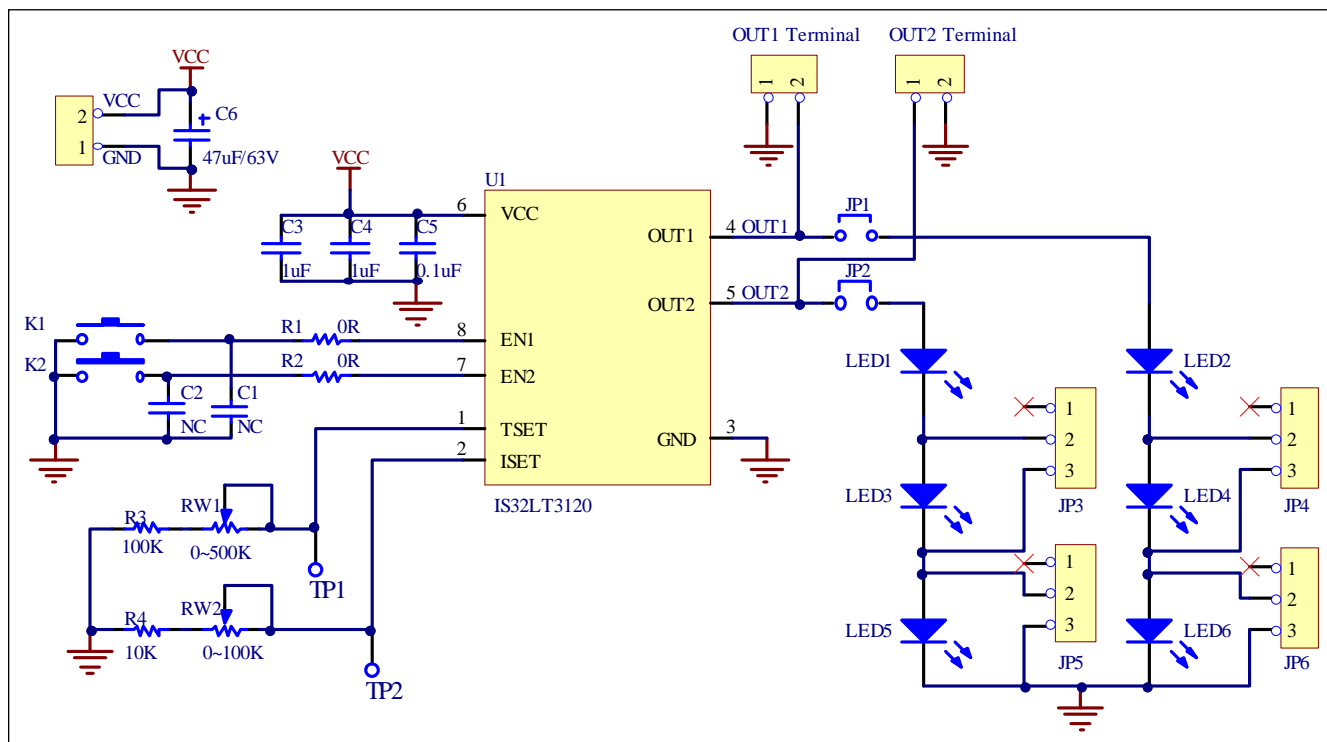 OUT1 Terminal OUT2 Terminal
VCC
1 2 1 2
2 VCC
C6
1 GND
47uF/63V
VCC
U1
6 VCC
C3 C4 C5
1uF 1uF 0.1uF
OUT1 4 OUT1
JP1
OUT2 5 OUT2
JP2
K1 R1 0R 8 EN1
K2 R2 0R 7 EN2
C2 C1
NC NC
LED1 LED2
1 TSET
2 ISET
GND 3
IS32LT3120
1 1
2 2
3 3
JP3 JP4
LED3 LED4
R3 RW1
100K 0~500K
TP1
R4 RW2
10K 0~100K
TP2
1 1
2 2
3 3
LED5 LED6
JP5 JP6